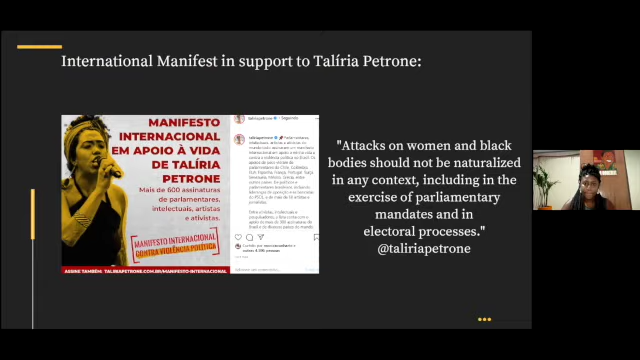 International Manifest in support to Talíria Petrone:
MANIFESTO
INTERNACIONAL
EM APOIO À VIDA
DE TALÍRIA
PETRONE
Mais de 600 assinaturas
de parlamentares,
intelectuais, artistas
e ativistas.
MANIFESTO INTERNACIONAL
CONTRA VIOLÊNCIA POLÍTICA
ASSINE TAMBÉM: TALIRIAPETRONE.COM.BR/MANIFESTO-INTERNACIONAL
taliriapetrone
Seguindo
taliriapetrone
"Attacks on women and black
bodies should not be naturalized
in any context, including in the
exercise of parliamentary
mandates and in
electoral processes."
@taliriapetrone